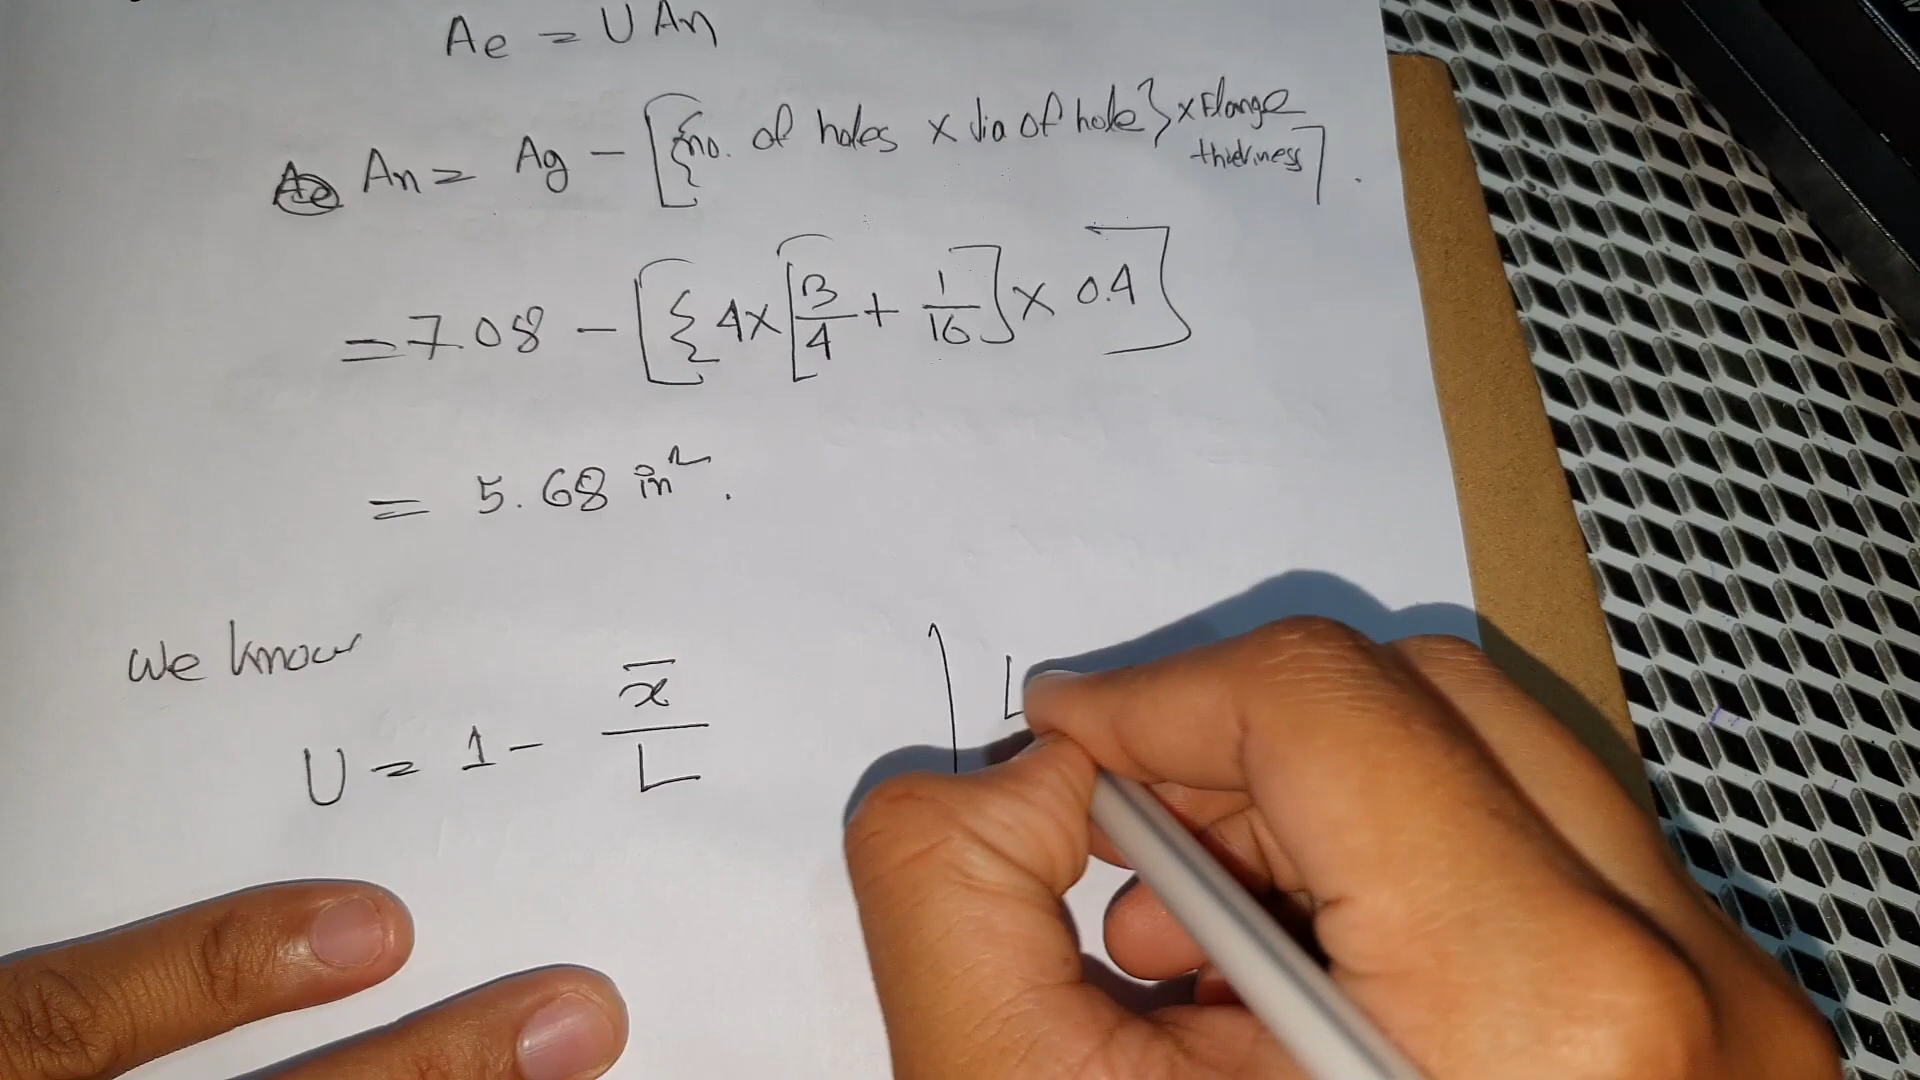 Ae = U An
An = Ag - [{no. of holes x dia of hole} x Flange thickness].
= 7.08 - [{4x[3/4 + 1/16] x 0.4]
= 5.68 in².
We know
U = 1 - x̄/L
L